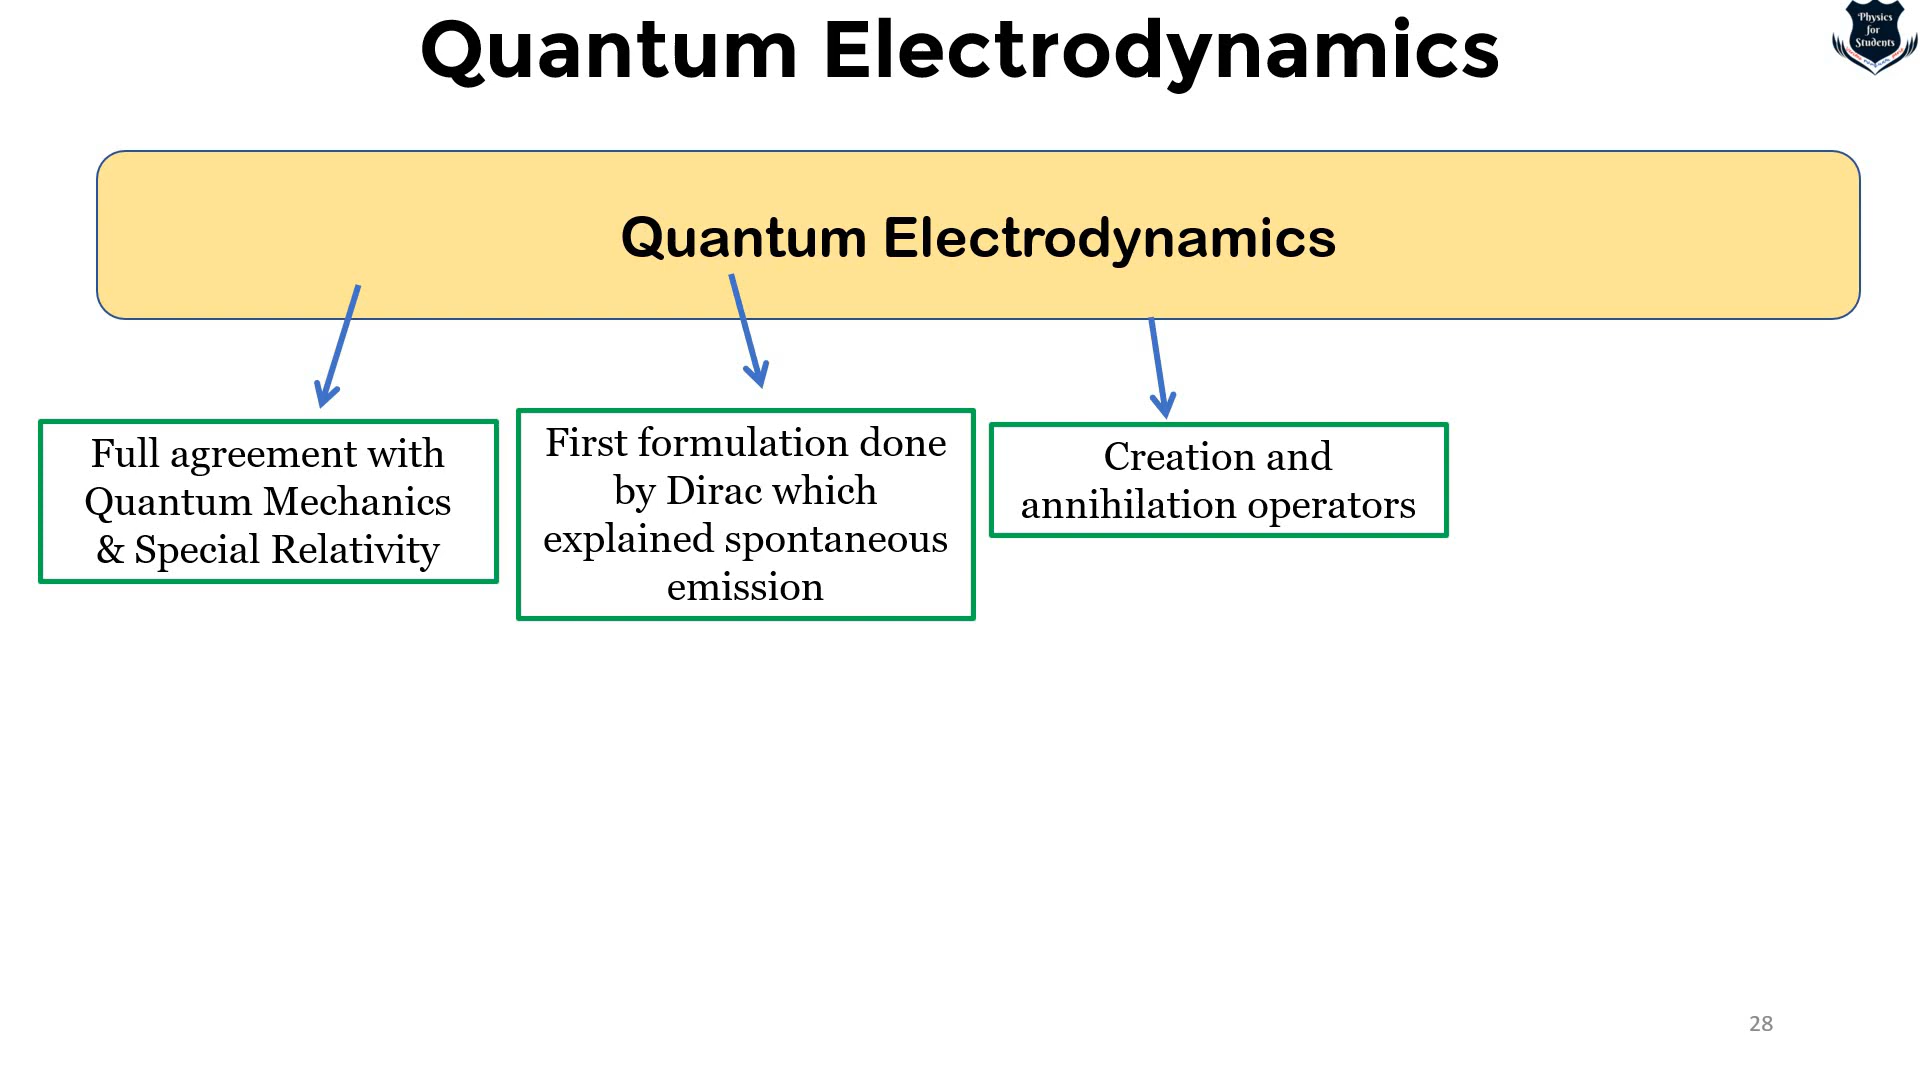 Quantum Electrodynamics
Physics
for
Students
Quantum Electrodynamics
Full agreement with
Quantum Mechanics
& Special Relativity
First formulation done
by Dirac which
explained spontaneous
emission
Creation and
annihilation operators
28